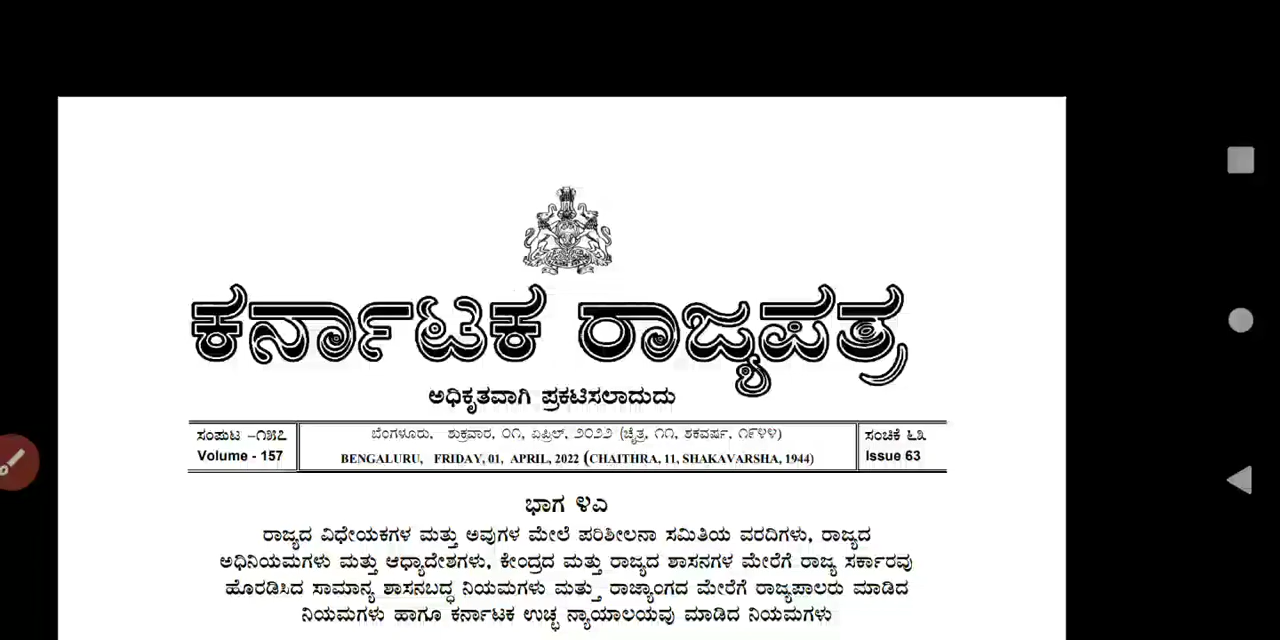 ಕರ್ನಾಟಕ ರಾಜ್ಯಪತ್ರ
ಅಧಿಕೃತವಾಗಿ ಪ್ರಕಟಿಸಲಾದುದು
ಸಂಪುಟ –೧೫೭
Volume - 157
ಬೆಂಗಳೂರು, ಶುಕ್ರವಾರ, ೦೧, ಏಪ್ರಿಲ್, ೨೦೨೨ (ಚೈತ್ರ, ೧೧, ಶಕವರ್ಷ, ೧೯೪೪)
BENGALURU, FRIDAY, 01, APRIL, 2022 (CHAITHRA, 11, SHAKAVARSHA, 1944)
ಸಂಚಿಕೆ ೬೩
Issue 63
ಭಾಗ ೪ಎ
ರಾಜ್ಯದ ವಿಧೇಯಕಗಳ ಮತ್ತು ಅವುಗಳ ಮೇಲೆ ಪರಿಶೀಲನಾ ಸಮಿತಿಯ ವರದಿಗಳು, ರಾಜ್ಯದ
ಅಧಿನಿಯಮಗಳು ಮತ್ತು ಆಧ್ಯಾದೇಶಗಳು, ಕೇಂದ್ರದ ಮತ್ತು ರಾಜ್ಯದ ಶಾಸನಗಳ ಮೇರೆಗೆ ರಾಜ್ಯ ಸರ್ಕಾರವು
ಹೊರಡಿಸಿದ ಸಾಮಾನ್ಯ ಶಾಸನಬದ್ಧ ನಿಯಮಗಳು ಮತ್ತು ರಾಜ್ಯಾಂಗದ ಮೇರೆಗೆ ರಾಜ್ಯಪಾಲರು ಮಾಡಿದ
ನಿಯಮಗಳು ಹಾಗೂ ಕರ್ನಾಟಕ ಉಚ್ಛ ನ್ಯಾಯಾಲಯವು ಮಾಡಿದ ನಿಯಮಗಳು